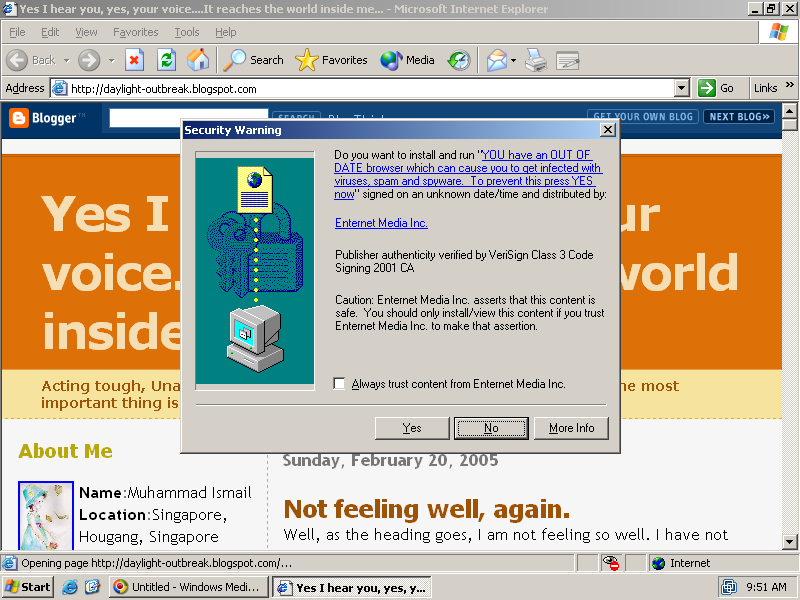 Yes I hear you, yes, your voice....It reaches the world inside me... - Microsoft Internet Explorer
File Edit View Favorites Tools Help
Back Search Favorites Media
Address http://daylight-outbreak.blogspot.com Go Links »
Blogger™ SEARCH GET YOUR OWN BLOG NEXT BLOG»
Security Warning
Do you want to install and run "YOU have an OUT OF
DATE browser which can cause you to get infected with
viruses, spam and spyware. To prevent this press YES
now" signed on an unknown date/time and distributed by:
Enternet Media Inc.
Publisher authenticity verified by VeriSign Class 3 Code
Signing 2001 CA
Caution: Enternet Media Inc. asserts that this content is
safe. You should only install/view this content if you trust
Enternet Media Inc. to make that assertion.
Always trust content from Enternet Media Inc.
Yes No More Info
Yes I ur
voice. world
inside
Acting tough, Una he most
important thing is
About Me
Name:Muhammad Ismail
Location:Singapore,
Hougang, Singapore
Sunday, February 20, 2005
Not feeling well, again.
Well, as the heading goes, I am not feeling so well. I have not
Opening page http://daylight-outbreak.blogspot.com/... Internet
Start Untitled - Windows Medi... Yes I hear you, yes, y... 9:51 AM